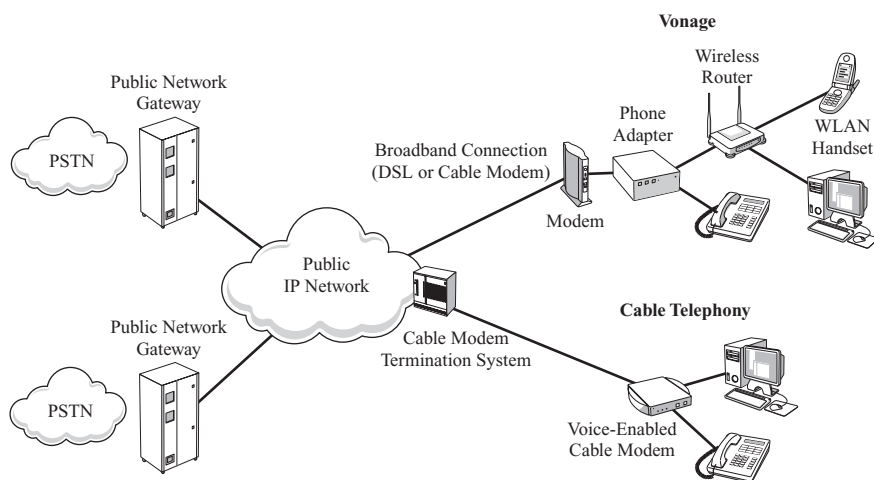 Vonage
Wireless
Router
Public Network
Gateway
Phone
Adapter
WLAN
Handset
PSTN
Broadband Connection
(DSL or Cable Modem)
Modem
Public
IP Network
Cable Telephony
Public Network
Gateway
Cable Modem
Termination System
PSTN
Voice-Enabled
Cable Modem